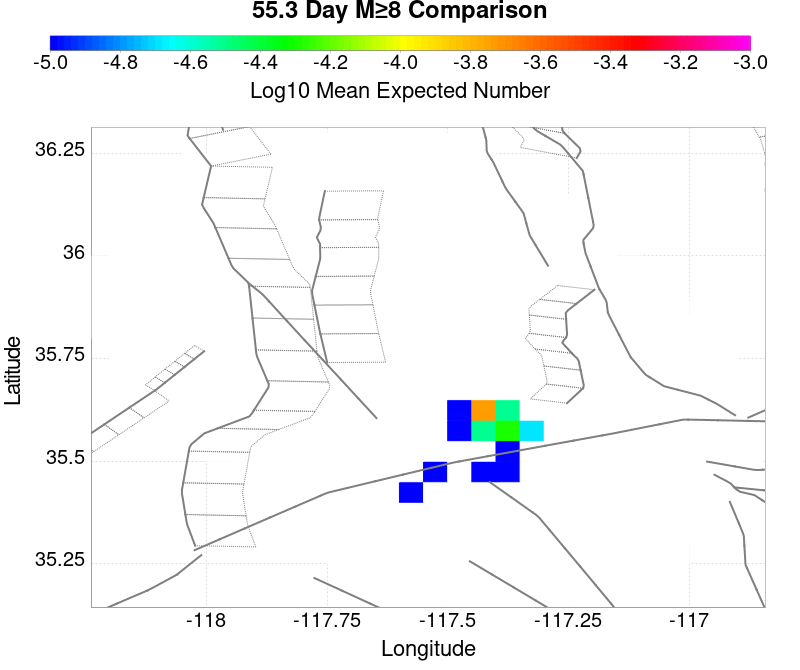 55.3 Day M≥8 Comparison
-5.0 -4.8 -4.6 -4.4 -4.2 -4.0 -3.8 -3.6 -3.4 -3.2 -3.0
Log10 Mean Expected Number
36.25
36
35.75
35.5
35.25
Latitude
-118 -117.75 -117.5 -117.25 -117
Longitude